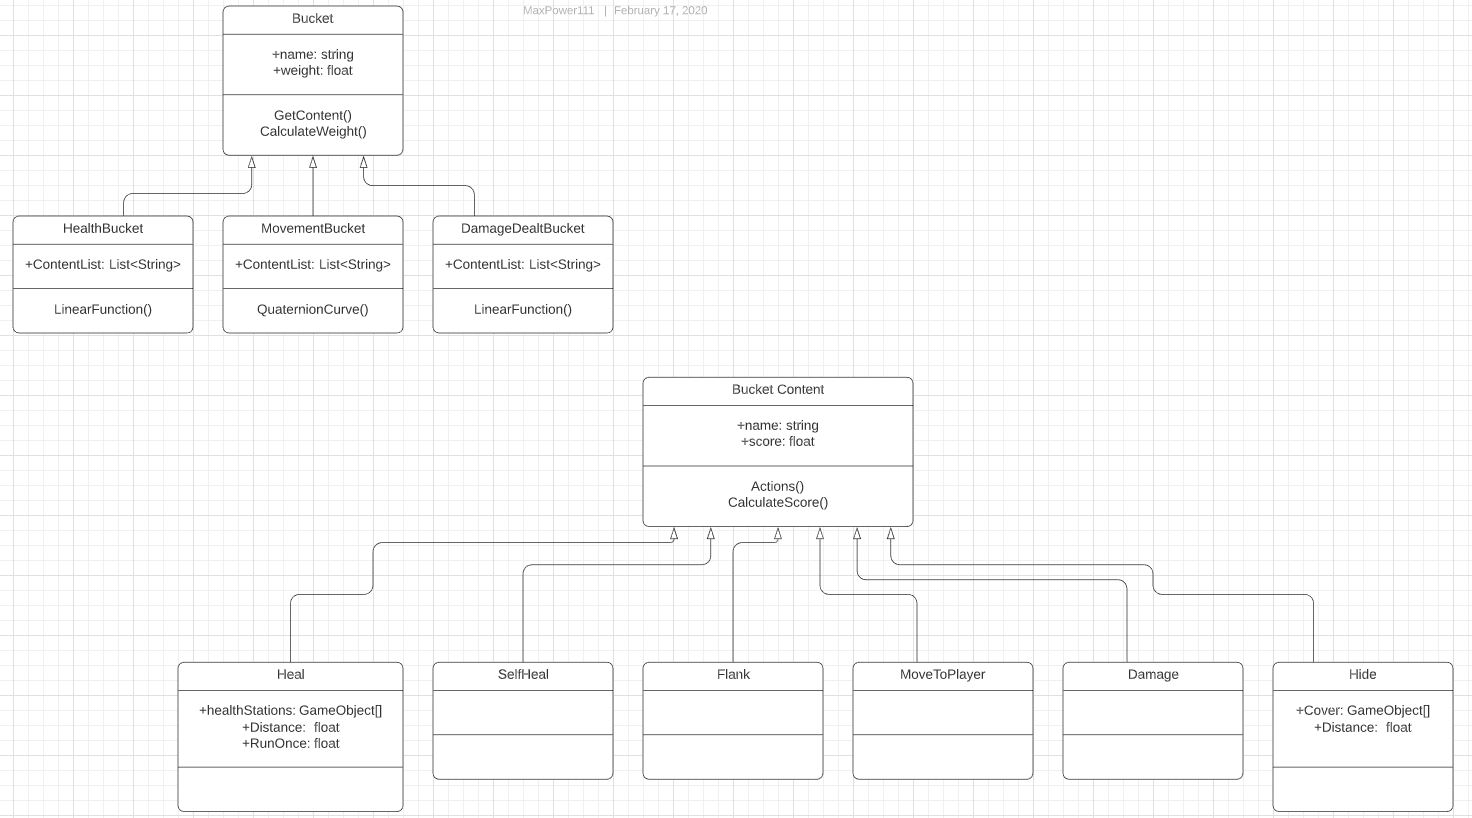 MaxPower111 | February 17, 2020
Bucket
+name: string
+weight: float
GetContent()
CalculateWeight()
HealthBucket
+ContentList: List<String>
LinearFunction()
MovementBucket
+ContentList: List<String>
QuaternionCurve()
DamageDealtBucket
+ContentList: List<String>
LinearFunction()
Bucket Content
+name: string
+score: float
Actions()
CalculateScore()
Heal
+healthStations: GameObject[]
+Distance:  float
+RunOnce: float
SelfHeal
Flank
MoveToPlayer
Damage
Hide
+Cover: GameObject[]
+Distance:  float